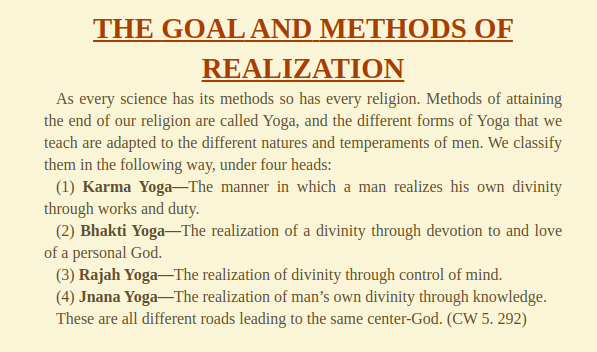 THE GOAL AND METHODS OF
REALIZATION
As every science has its methods so has every religion. Methods of attaining
the end of our religion are called Yoga, and the different forms of Yoga that we
teach are adapted to the different natures and temperaments of men. We classify
them in the following way, under four heads:
(1) Karma Yoga—The manner in which a man realizes his own divinity
through works and duty.
(2) Bhakti Yoga—The realization of a divinity through devotion to and love
of a personal God.
(3) Rajah Yoga—The realization of divinity through control of mind.
(4) Jnana Yoga—The realization of man’s own divinity through knowledge.
These are all different roads leading to the same center-God. (CW 5. 292)